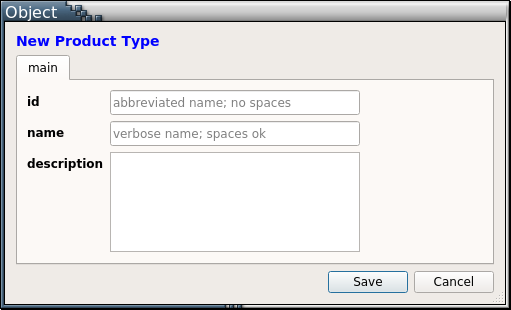 Object
New Product Type
main
id abbreviated name; no spaces
name verbose name; spaces ok
description
Save Cancel